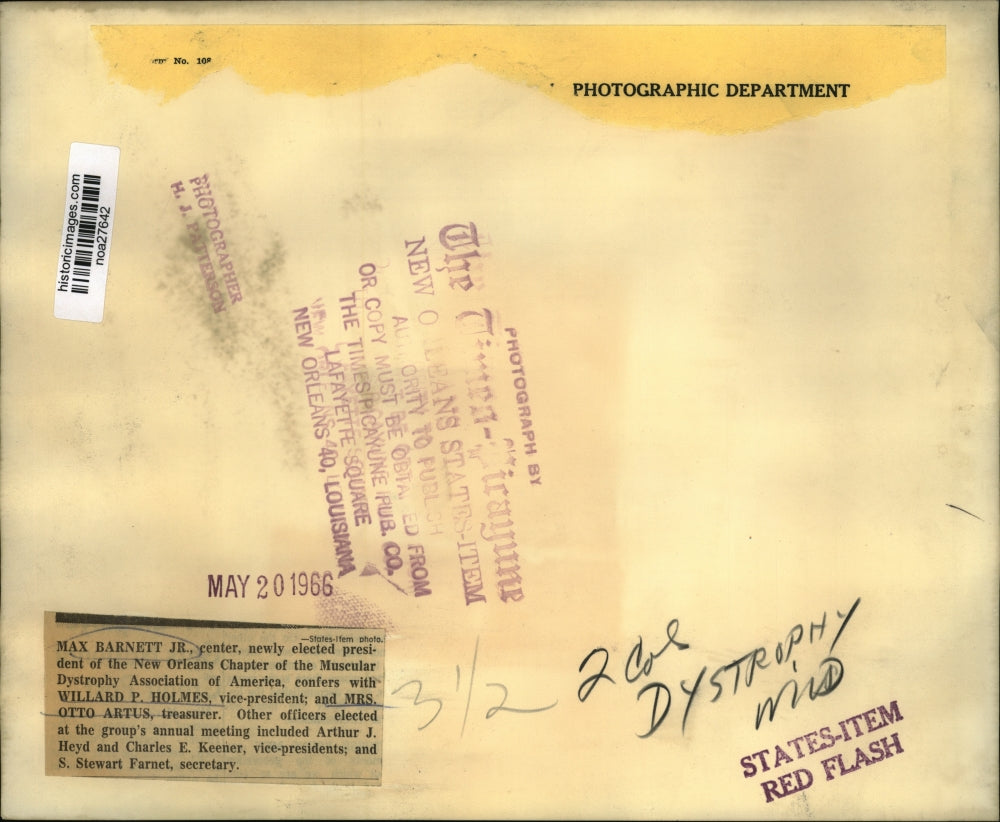 No. 108
PHOTOGRAPHIC DEPARTMENT
historicimages.com
noa27642
PHOTOGRAPHER
H. J. PATTERSON
PHOTOGRAPH BY
The Times-Picayune
NEW ORLEANS STATES-ITEM
AUTHORITY TO PUBLISH
OR COPY MUST BE OBTAINED FROM
THE TIMES PICAYUNE PUB. CO.
LAFAYETTE SQUARE
NEW ORLEANS 40, LOUISIANA
MAY 20 1966
—States-Item photo.
MAX BARNETT JR., center, newly elected presi-
dent of the New Orleans Chapter of the Muscular
Dystrophy Association of America, confers with
WILLARD P. HOLMES, vice-president; and MRS.
OTTO ARTUS, treasurer. Other officers elected
at the group's annual meeting included Arthur J.
Heyd and Charles E. Keener, vice-presidents; and
S. Stewart Farnet, secretary.
3 1/2
2 Col
DYSTROPHY
STATES-ITEM
RED FLASH